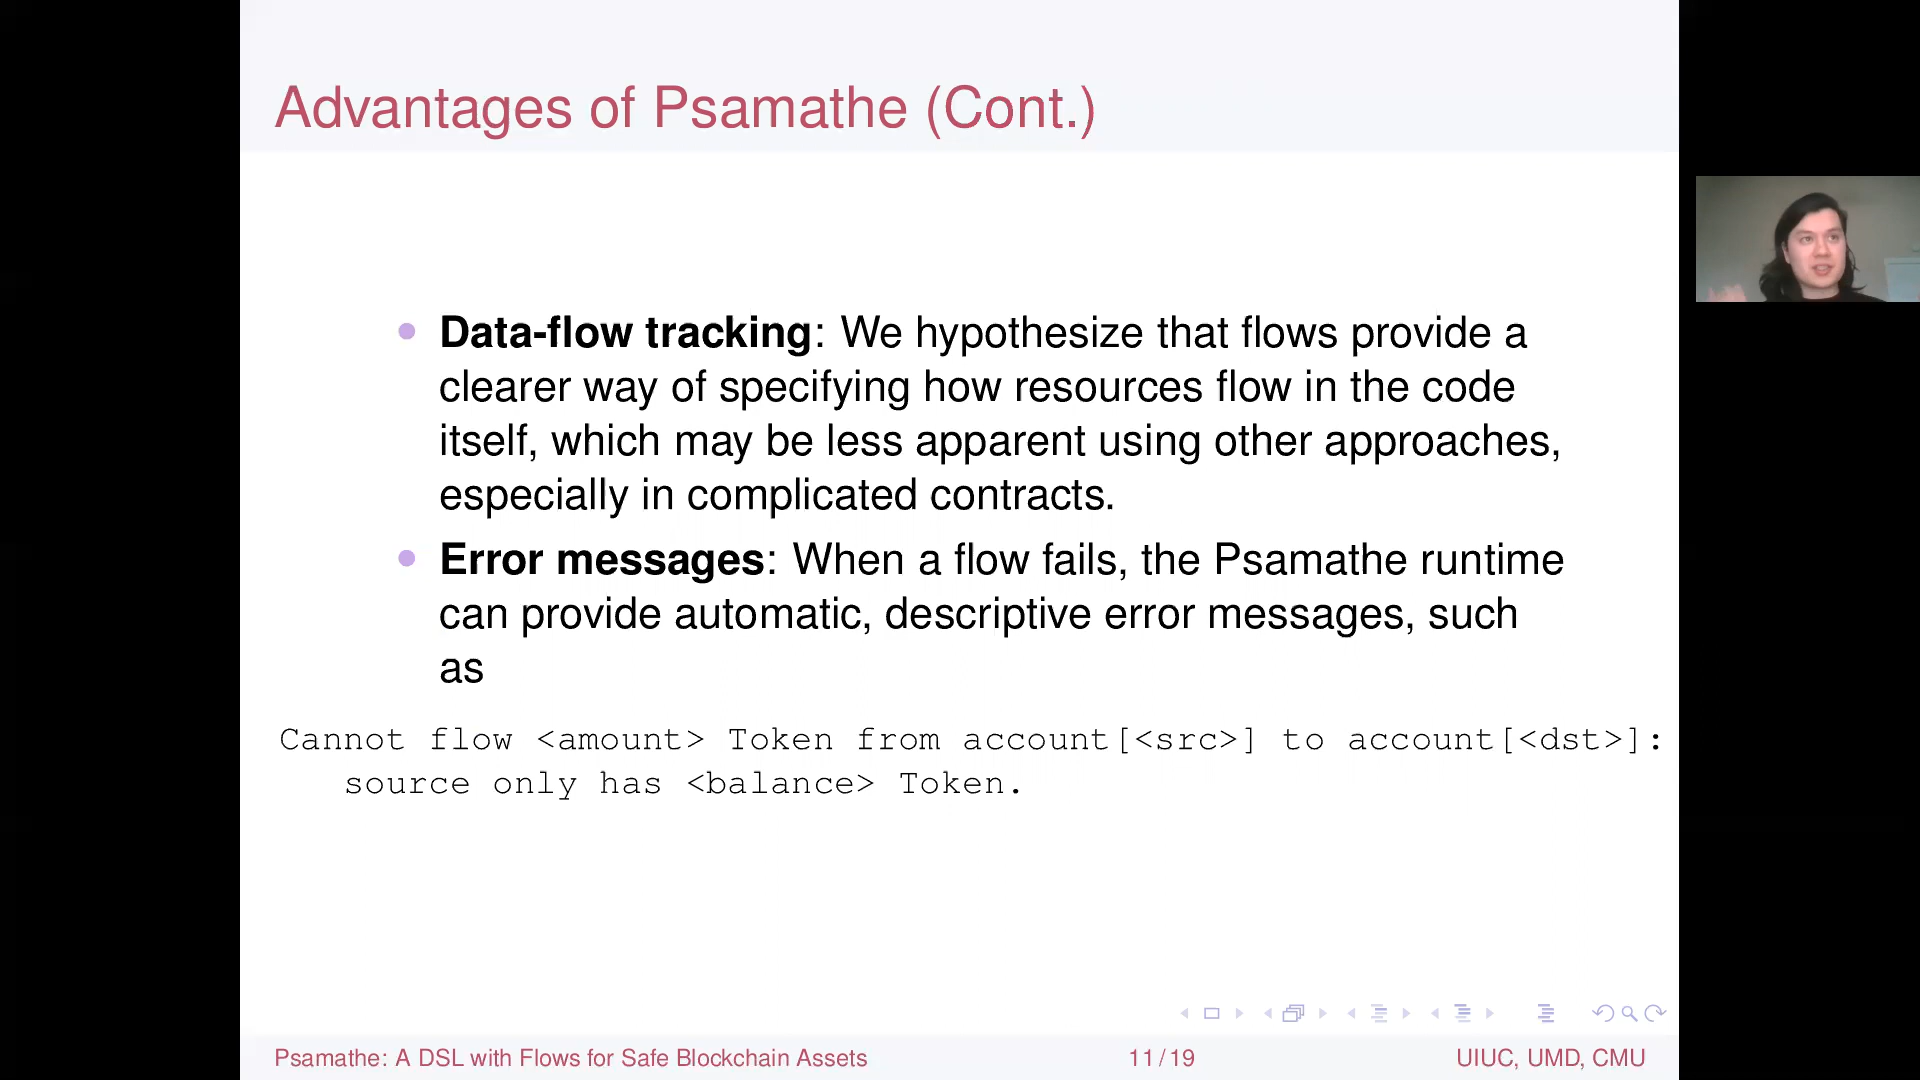 Advantages of Psamathe (Cont.)
Data-flow tracking: We hypothesize that flows provide a
clearer way of specifying how resources flow in the code
itself, which may be less apparent using other approaches,
especially in complicated contracts.
Error messages: When a flow fails, the Psamathe runtime
can provide automatic, descriptive error messages, such
as
Cannot flow <amount> Token from account[<src>] to account[<dst>]:
source only has <balance> Token.
Psamathe: A DSL with Flows for Safe Blockchain Assets
11/19
UIUC, UMD, CMU